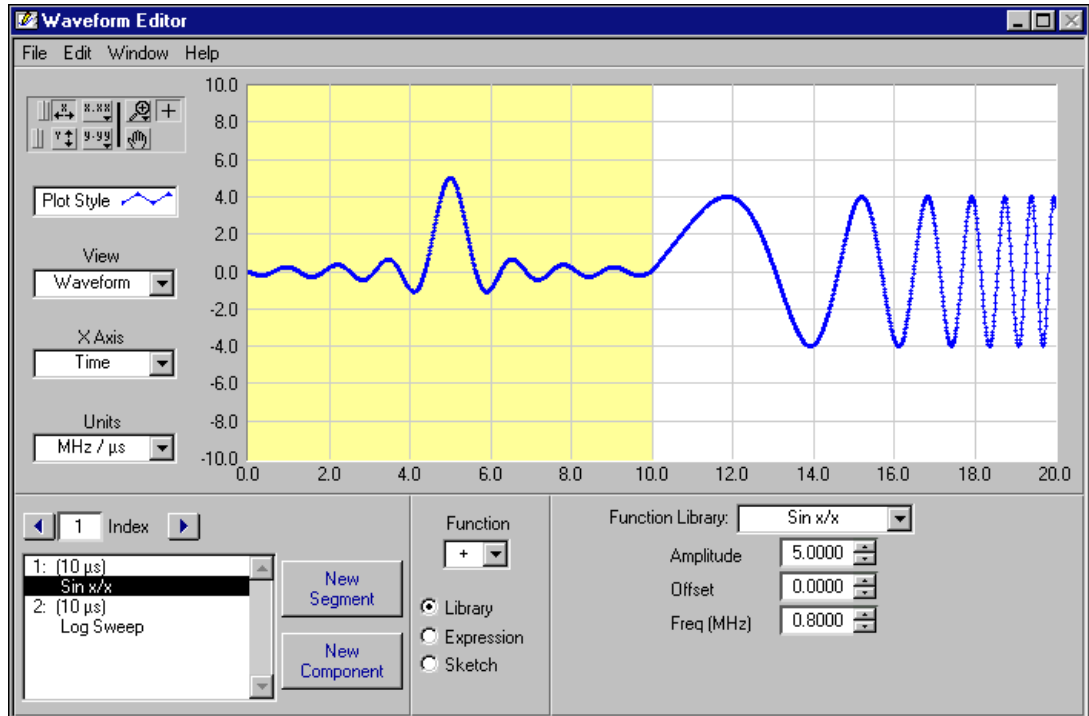 Waveform Editor
File Edit Window Help
X X.XX
Y Y.YY
Plot Style
View
Waveform
X Axis
Time
Units
MHz / µs
10.0
8.0
6.0
4.0
2.0
0.0
-2.0
-4.0
-6.0
-8.0
-10.0
0.0 2.0 4.0 6.0 8.0 10.0 12.0 14.0 16.0 18.0 20.0
1 Index
1: (10 µs)
Sin x/x
2: (10 µs)
Log Sweep
New
Segment
New
Component
Function
+
Library
Expression
Sketch
Function Library: Sin x/x
Amplitude 5.0000
Offset 0.0000
Freq (MHz) 0.8000